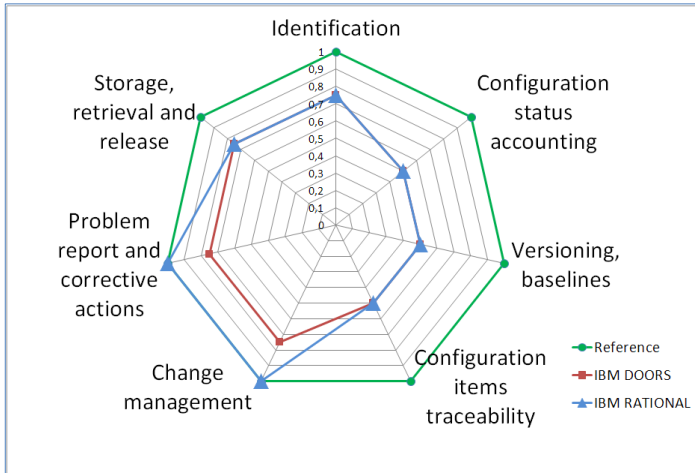 Identification
Storage,
retrieval and
release
Configuration
status
accounting
1
0,9
0,8
0,7
0,6
0,5
0,4
0,3
0,2
0,1
0
Problem
report and
corrective
actions
Versioning,
baselines
Change
management
Configuration
items
traceability
Reference
IBM DOORS
IBM RATIONAL